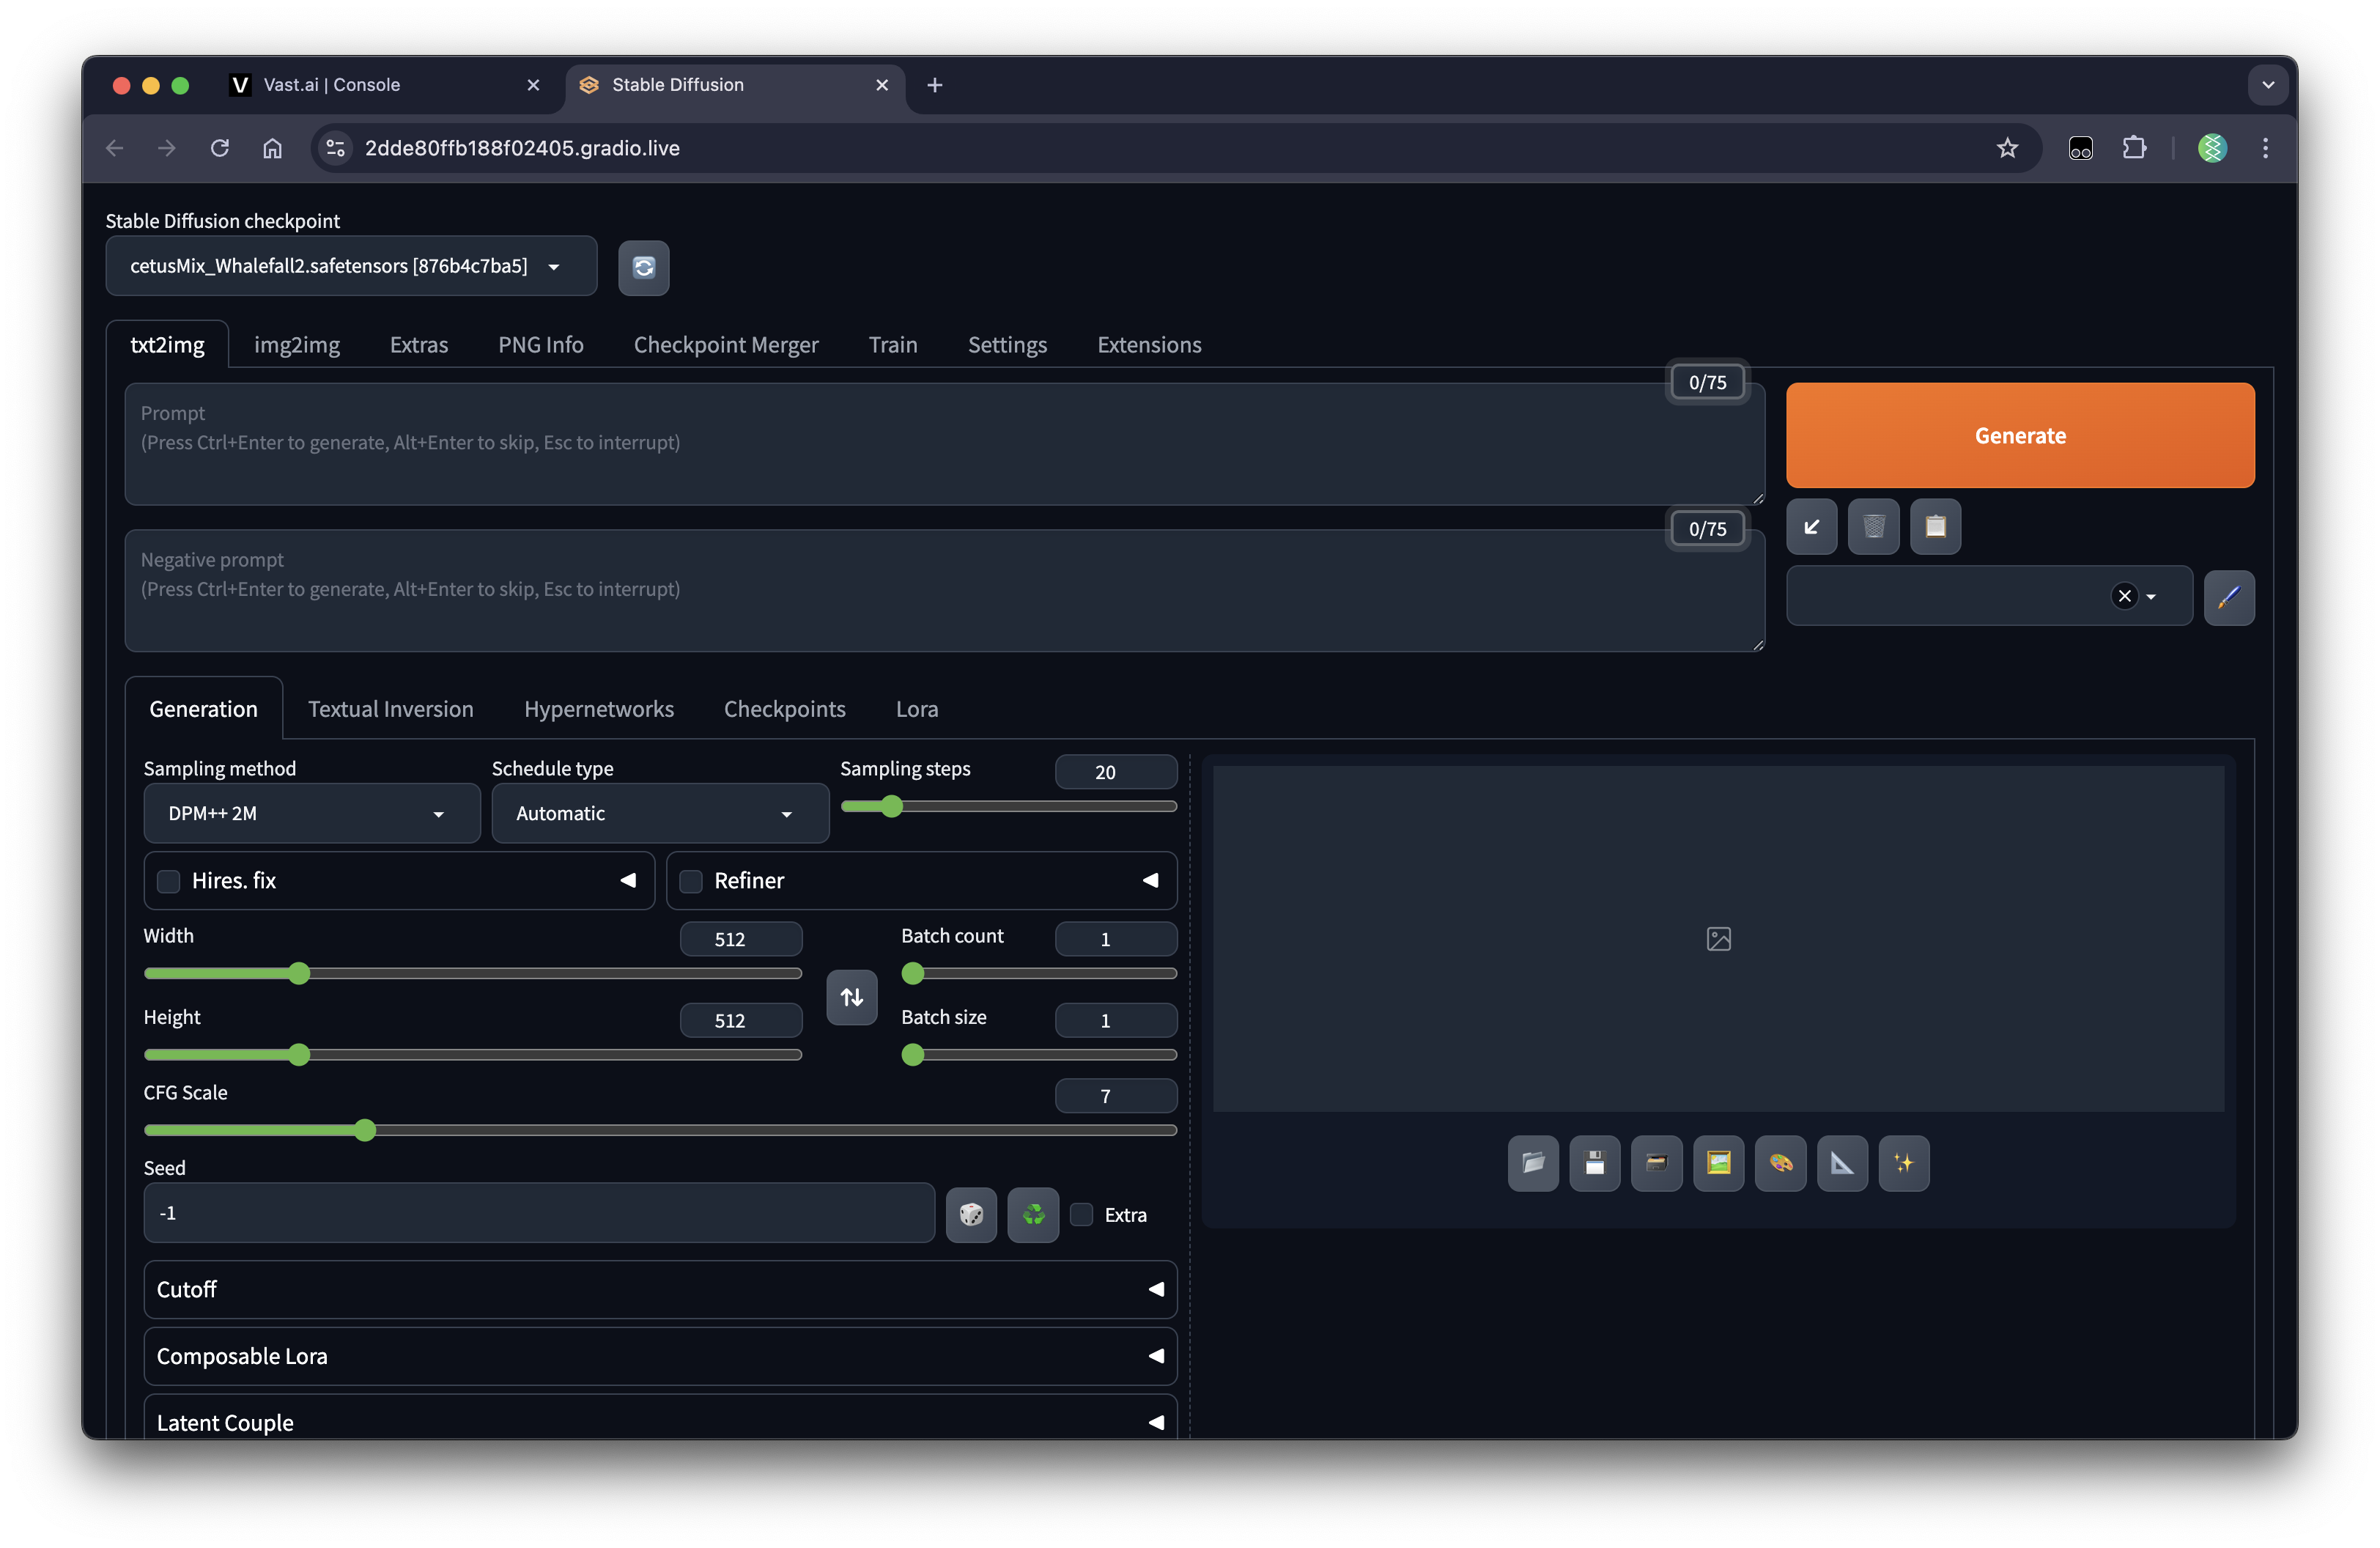 Vast.ai | Console
Stable Diffusion
2dde80ffb188f02405.gradio.live
Stable Diffusion checkpoint
cetusMix_Whalefall2.safetensors [876b4c7ba5]
txt2img img2img Extras PNG Info Checkpoint Merger Train Settings Extensions
0/75
Prompt
(Press Ctrl+Enter to generate, Alt+Enter to skip, Esc to interrupt)
Generate
0/75
Negative prompt
(Press Ctrl+Enter to generate, Alt+Enter to skip, Esc to interrupt)
Generation Textual Inversion Hypernetworks Checkpoints Lora
Sampling method
DPM++ 2M
Schedule type
Automatic
Sampling steps
20
Hires. fix
Refiner
Width
512
Batch count
1
Height
512
Batch size
1
CFG Scale
7
Seed
-1
Extra
Cutoff
Composable Lora
Latent Couple